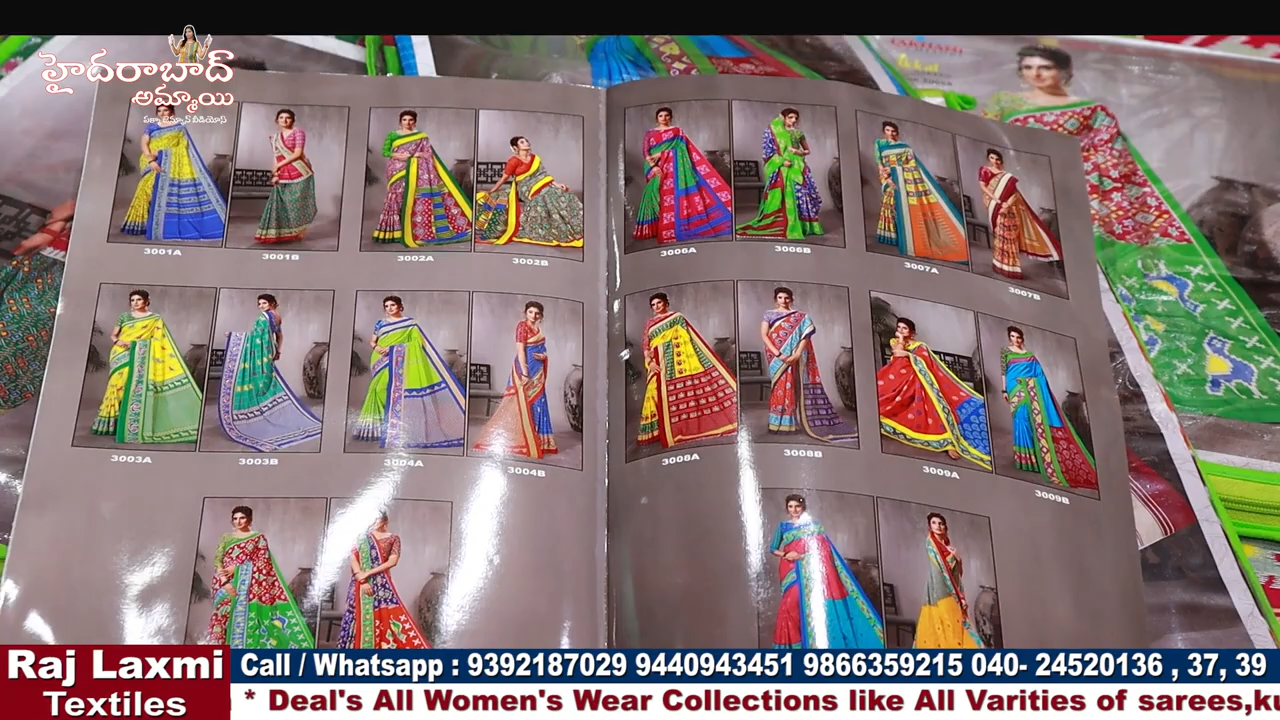 హైదరాబాద్
అమ్మాయి
Ikkat
3001A
3001B
3002A
3002B
3006A
3006B
3007A
3007B
3003A
3003B
3004A
3004B
3008A
3008B
3009A
3009B
Raj Laxmi
Textiles
Call / Whatsapp : 9392187029 9440943451 9866359215 040- 24520136 , 37, 39
* Deal's All Women's Wear Collections like All Varities of sarees,ku